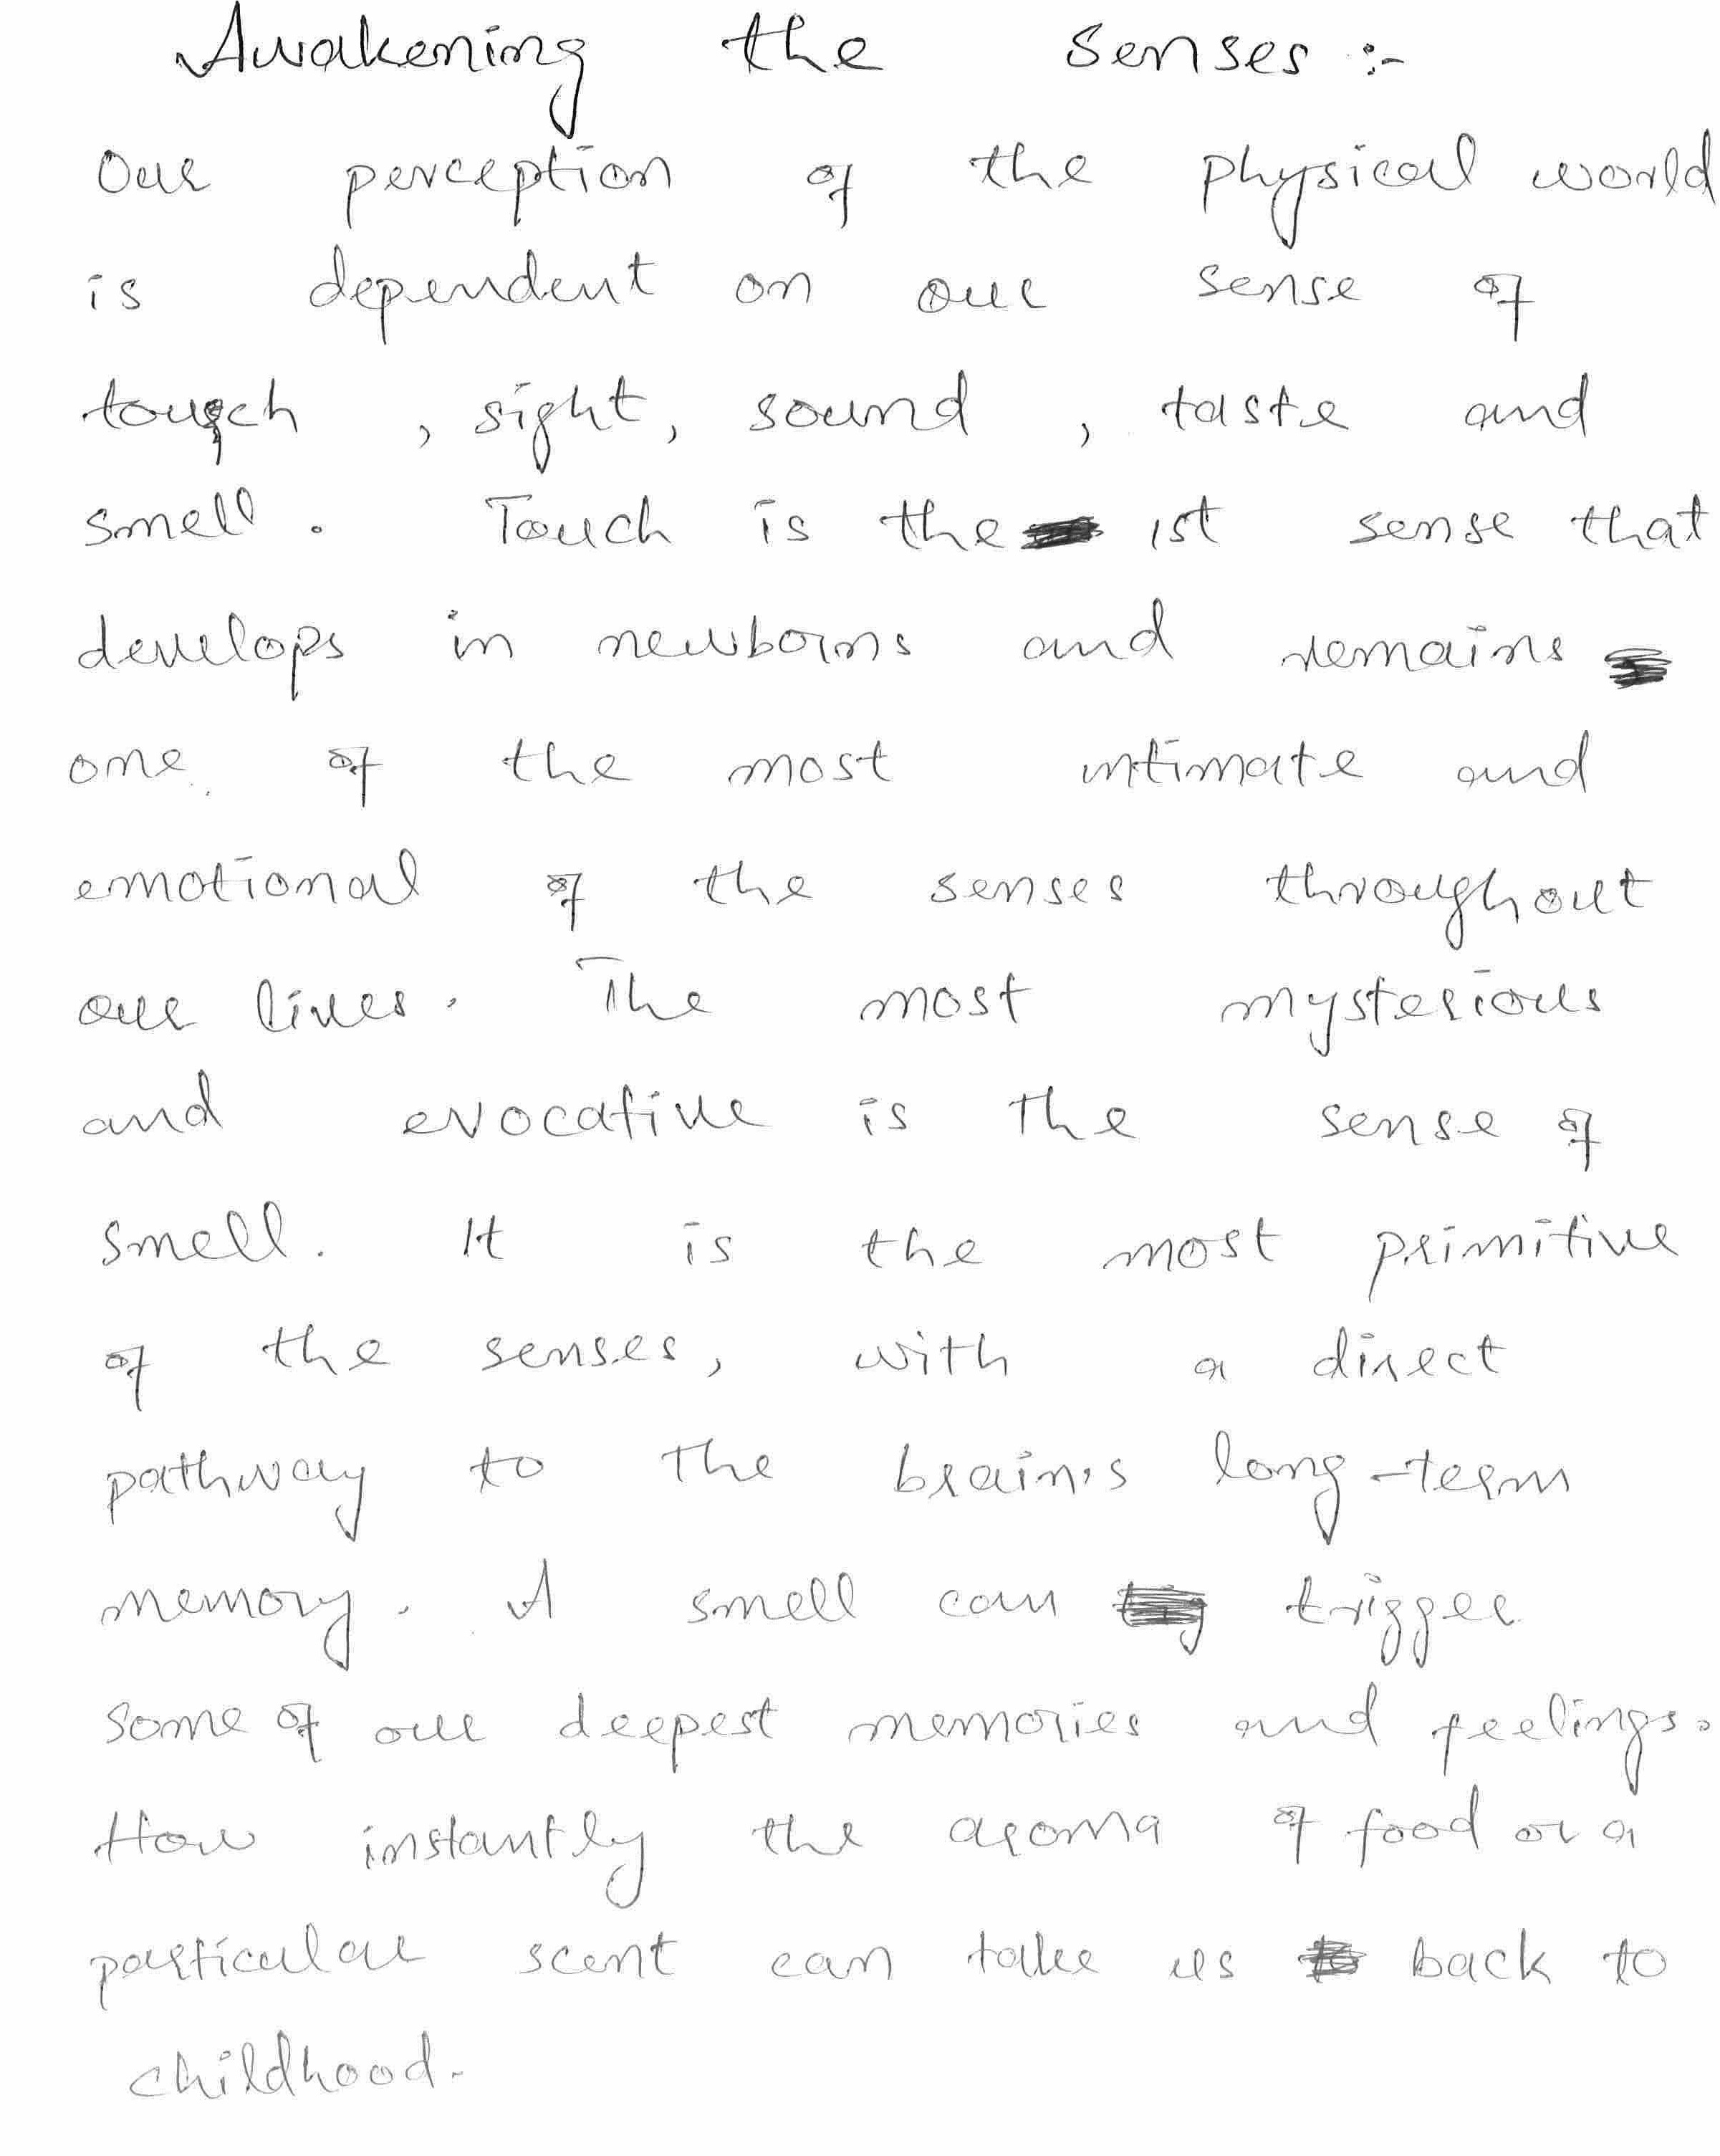 Awakening the senses :-
Our perception of the physical world
is dependent on our sense of
touch , sight, sound , taste and
smell . Touch is the 1st sense that
develops in newborns and remains
one of the most intimate and
emotional of the senses throughout
our lives . The most mysterious
and evocative is the sense of
smell. It is the most primitive
of the senses, with a direct
pathway to the brain's long-term
memory . A smell can trigger
some of our deepest memories and feelings.
How instantly the aroma of food or a
particular scent can take us back to
childhood.